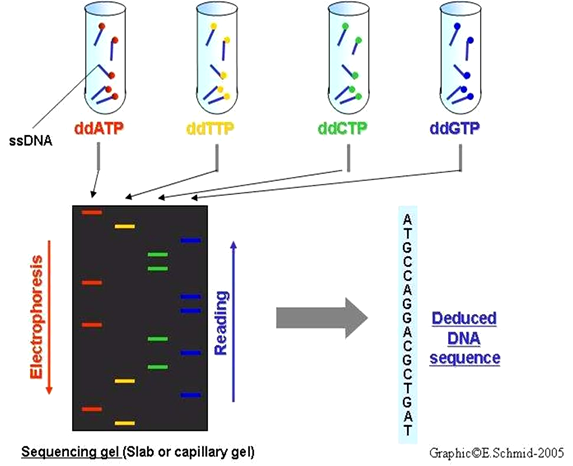 ddATP
ddTTP
ddCTP
ddGTP
ssDNA
Electrophoresis
Reading
A
T
G
C
C
A
G
G
A
C
G
C
T
G
A
T
Deduced
DNA
sequence
Sequencing gel (Slab or capillary gel)
Graphic©E.Schmid-2005